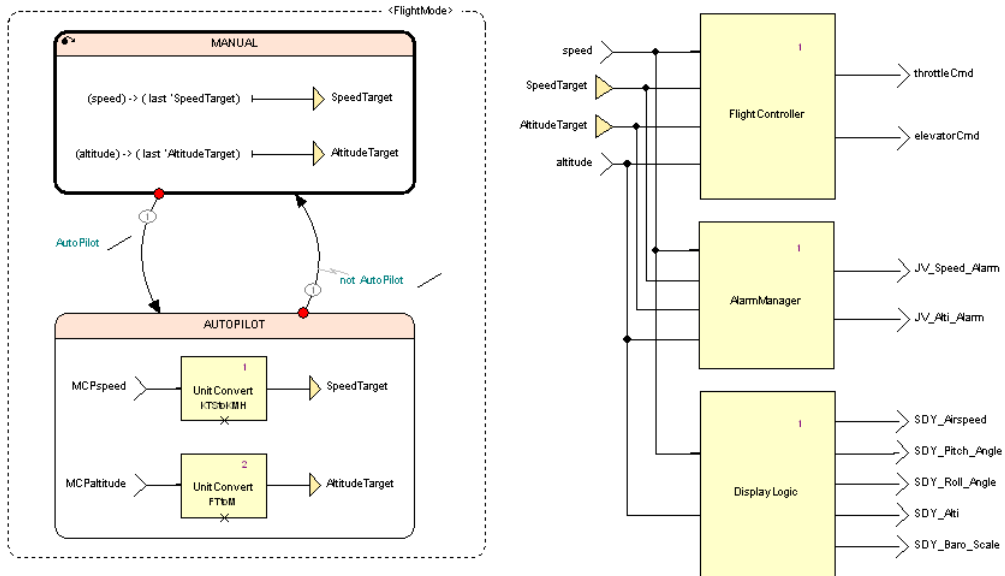 <FlightMode>
MANUAL
(speed) -> ( last 'SpeedTarget)
SpeedTarget
(altitude) -> ( last 'AltitudeTarget)
AltitudeTarget
1
AutoPilot
1
not AutoPilot
AUTOPILOT
MCPspeed
1
UnitConvert
KTStoKMH
SpeedTarget
MCPaltitude
2
UnitConvert
FTtoM
AltitudeTarget
speed
SpeedTarget
AltitudeTarget
altitude
1
FlightController
throttleCmd
elevatorCmd
1
AlarmManager
JV_Speed_Alarm
JV_Alti_Alarm
1
DisplayLogic
SDY_Airspeed
SDY_Pitch_Angle
SDY_Roll_Angle
SDY_Alti
SDY_Baro_Scale